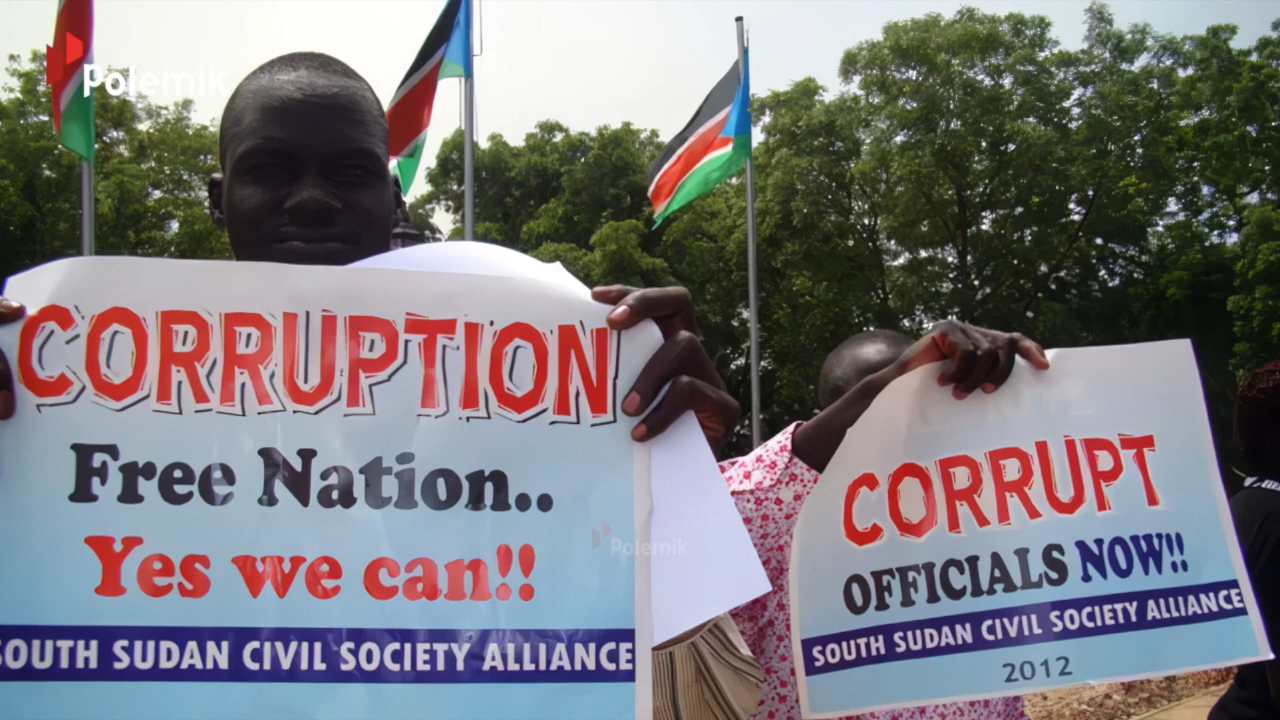 Polemik
CORRUPTION
Free Nation..
Yes we can!!
SOUTH SUDAN CIVIL SOCIETY ALLIANCE
Polemik
CORRUPT
OFFICIALS NOW!!
SOUTH SUDAN CIVIL SOCIETY ALLIANCE
2012